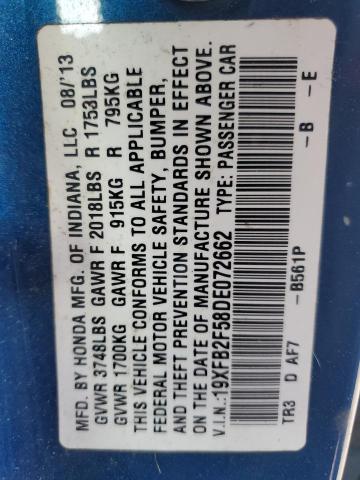 MFD. BY HONDA MFG. OF INDIANA, LLC 08/'13
GVWR 3748LBS GAWR F 2018LBS R 1753LBS
GVWR 1700KG GAWR F 915KG R 795KG
THIS VEHICLE CONFORMS TO ALL APPLICABLE
FEDERAL MOTOR VEHICLE SAFETY, BUMPER,
AND THEFT PREVENTION STANDARDS IN EFFECT
ON THE DATE OF MANUFACTURE SHOWN ABOVE.
V.I.N.:19XFB2F58DE072662 TYPE: PASSENGER CAR
-B561P -B -E
TR3 D AF7